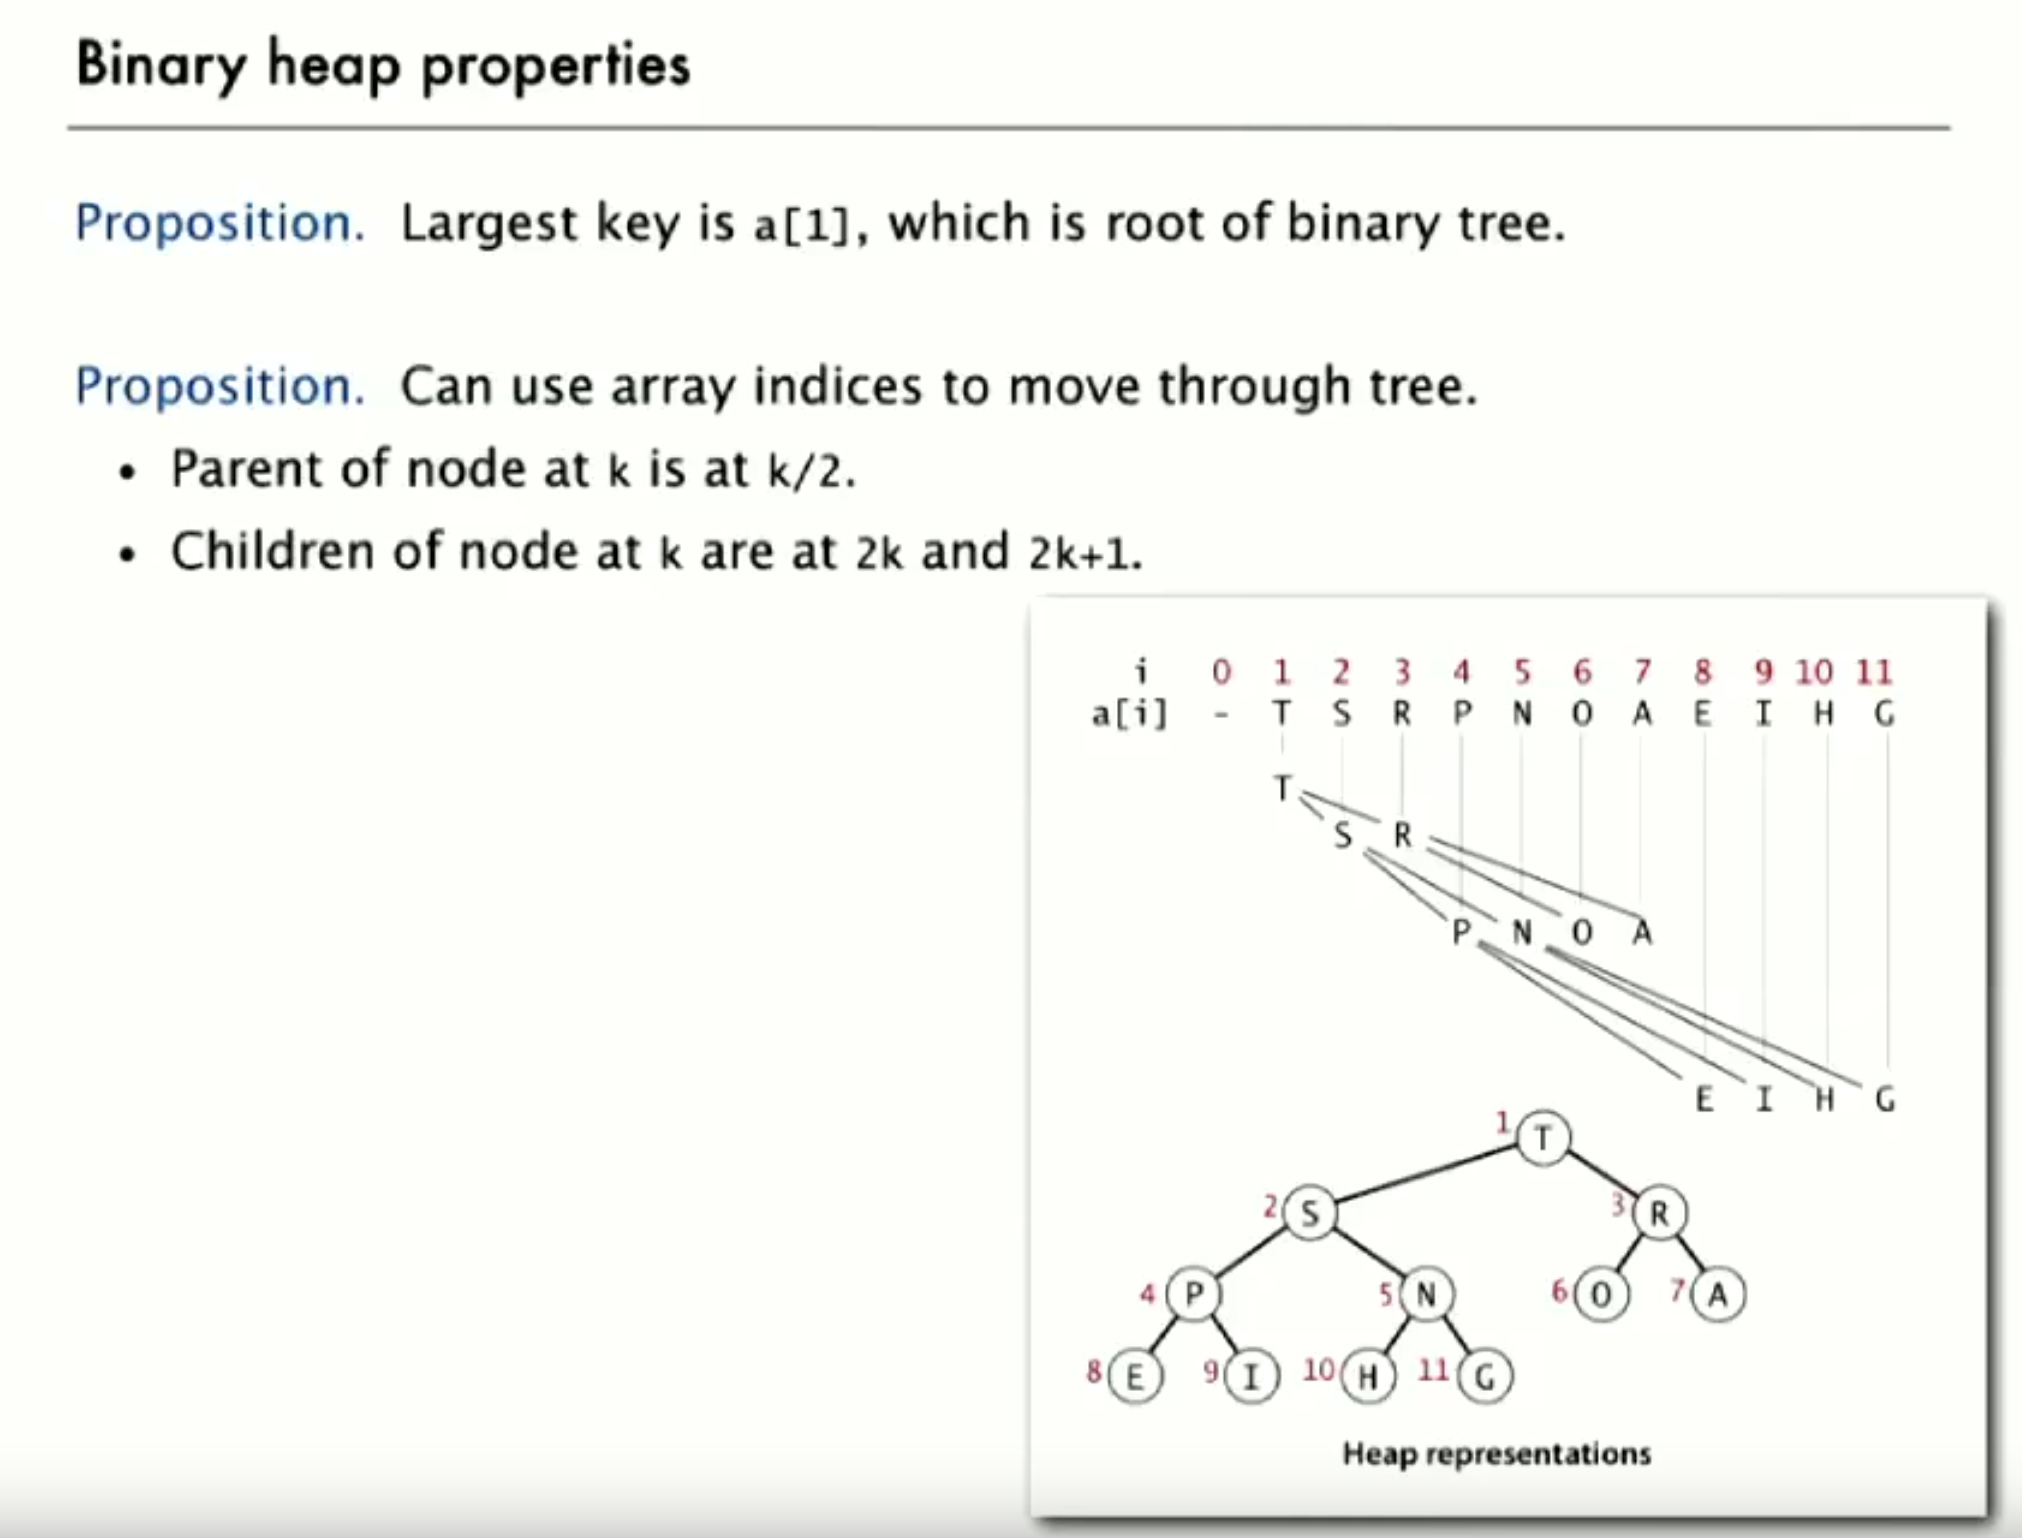 Binary heap properties
Proposition. Largest key is a[1], which is root of binary tree.
Proposition. Can use array indices to move through tree.
• Parent of node at k is at k/2.
• Children of node at k are at 2k and 2k+1.
i 0 1 2 3 4 5 6 7 8 9 10 11
a[i] - T S R P N O A E I H G
T
S R
P N O A
E I H G
1 T
2 S 3 R
4 P 5 N 6 O 7 A
8 E 9 I 10 H 11 G
Heap representations